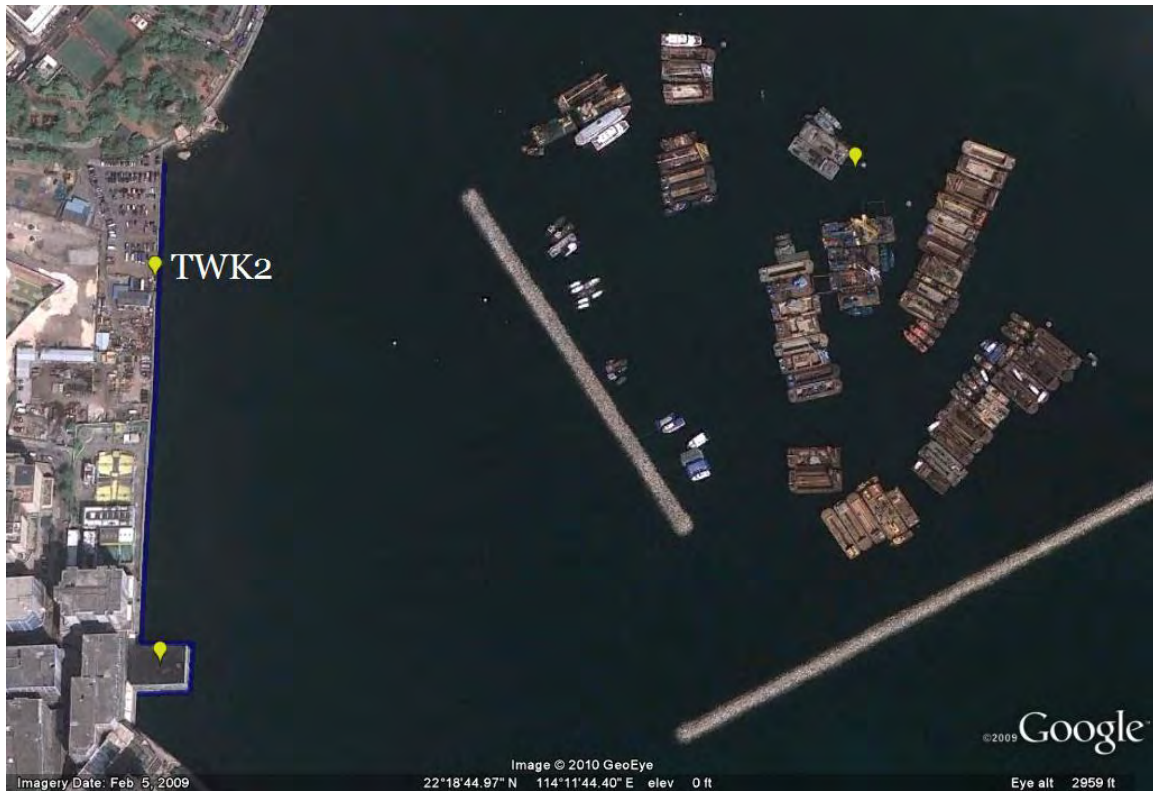 TWK2
©2009 Google™
Image © 2010 GeoEye
Imagery Date: Feb 5, 2009 22°18'44.97" N 114°11'44.40" E elev 0 ft Eye alt 2959 ft